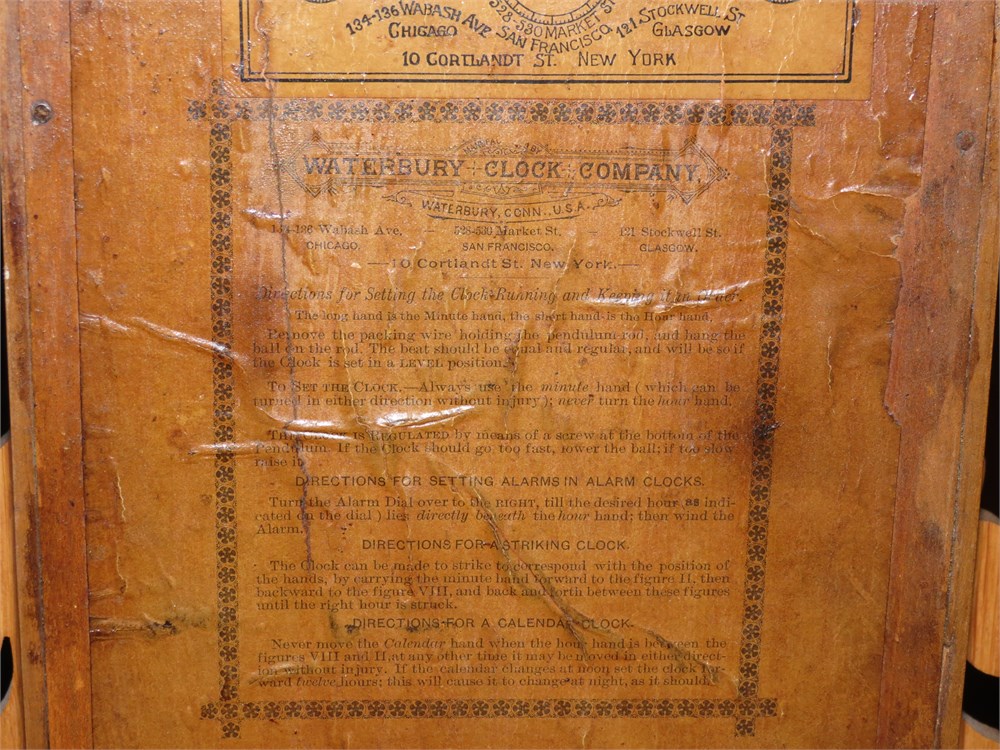 134-136 WABASH AVE. 528-530 MARKET ST. 121 STOCKWELL ST
CHICAGO SAN FRANCISCO. GLASGOW
10 CORTLANDT ST. NEW YORK
WATERBURY CLOCK COMPANY,
WATERBURY, CONN., U.S.A.
134-136 Wabash Ave, — 528-530 Market St. — 121 Stockwell St.
CHICAGO. SAN FRANCISCO. GLASGOW.
—10 Cortlandt St. New York.—
Directions for Setting the Clock Running and Keeping it in Order.
The long hand is the Minute hand, the short hand is the Hour hand,
Remove the packing wire holding the pendulum rod, and hang the
ball on the rod. The beat should be equal and regular, and will be so if
the Clock is set in a LEVEL position.
TO SET THE CLOCK.—Always use the minute hand ( which can be
turned in either direction without injury ); never turn the hour hand.
THE CLOCK IS REGULATED by means of a screw at the bottom of the
Pendulum. If the Clock should go too fast, lower the ball; if too slow
raise it.
DIRECTIONS FOR SETTING ALARMS IN ALARM CLOCKS.
Turn the Alarm Dial over to the RIGHT, till the desired hour as indi-
cated on the dial ) lies directly beneath the hour hand; then wind the
Alarm.
DIRECTIONS FOR A STRIKING CLOCK.
The Clock can be made to strike to correspond with the position of
the hands, by carrying the minute hand forward to the figure II, then
backward to the figure VIII, and back and forth between these figures
until the right hour is struck.
DIRECTIONS FOR A CALENDAR CLOCK.
Never move the Calendar hand when the hour hand is between the
figures VIII and II, at any other time it may be moved in either direct-
ion without injury. If the calendar changes at noon set the clock for-
ward twelve hours; this will cause it to change at night, as it should.